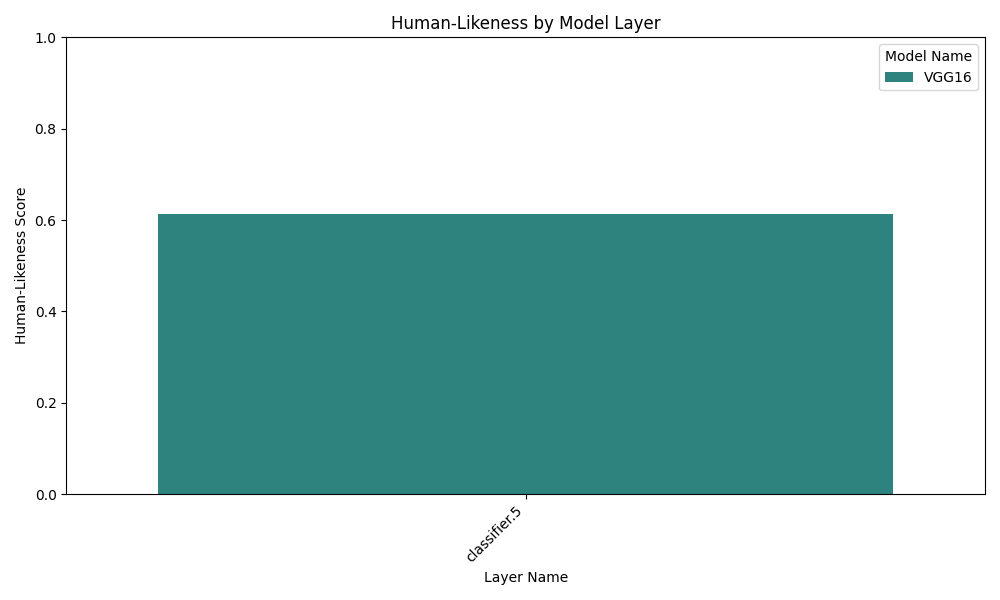 Human-Likeness by Model Layer
Model Name
VGG16
Human-Likeness Score
1.0
0.8
0.6
0.4
0.2
0.0
classifier.5
Layer Name